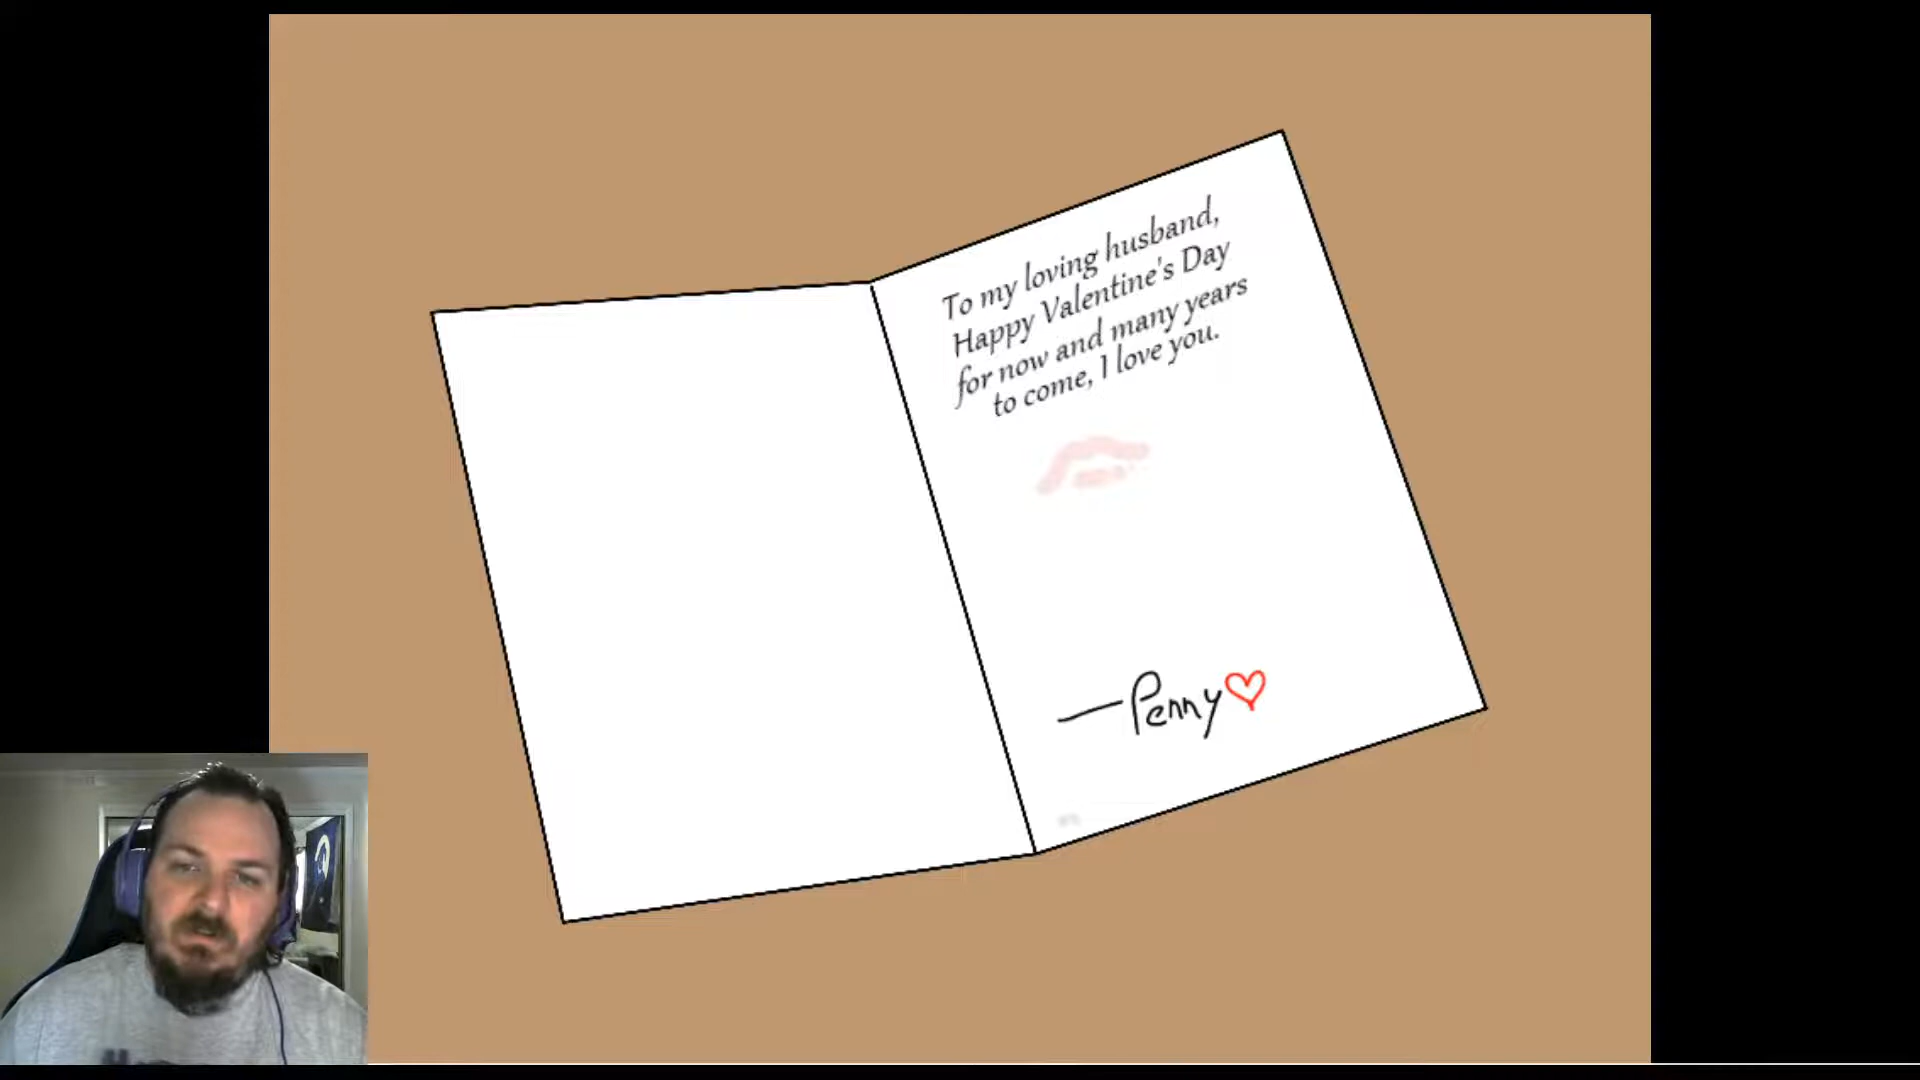 To my loving husband,
Happy Valentine's Day
for now and many years
to come, I love you.
—Penny